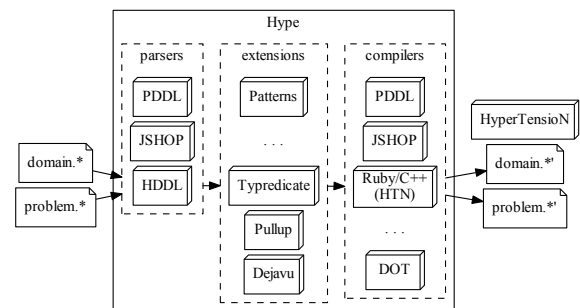 Hype
parsers
extensions
compilers
PDDL
Patterns
PDDL
HyperTensioN
JSHOP
. . .
JSHOP
domain.*
HDDL
Typredicate
Ruby/C++
(HTN)
domain.*'
problem.*
problem.*'
Pullup
. . .
Dejavu
DOT